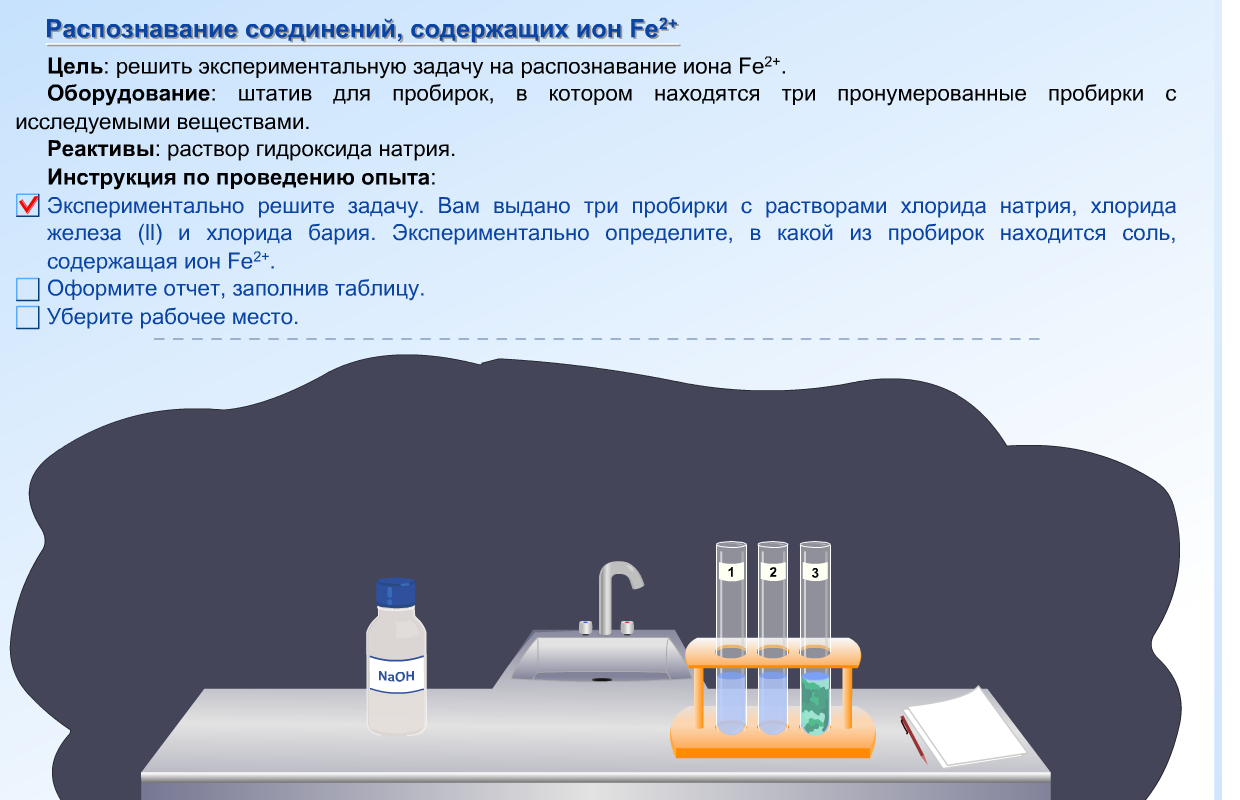 Распознавание соединений, содержащих ион Fe²⁺
Цель: решить экспериментальную задачу на распознавание иона Fe²⁺.
Оборудование: штатив для пробирок, в котором находятся три пронумерованные пробирки с
исследуемыми веществами.
Реактивы: раствор гидроксида натрия.
Инструкция по проведению опыта:
Экспериментально решите задачу. Вам выдано три пробирки с растворами хлорида натрия, хлорида
железа (II) и хлорида бария. Экспериментально определите, в какой из пробирок находится соль,
содержащая ион Fe²⁺.
Оформите отчет, заполнив таблицу.
Уберите рабочее место.
1 2 3
NaOH